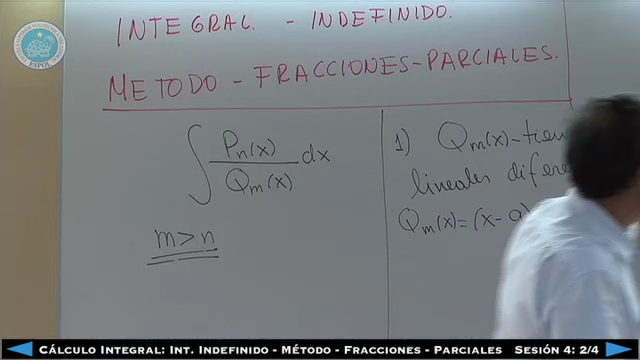 ESPOL
INTEGRAL - INDEFINIDO.
METODO - FRACCIONES-PARCIALES.
∫ Pn(x)/Qm(x) dx
m > n
1) Qm(x) - tien
lineales difere
Qm(x) = (x - a)
CÁLCULO INTEGRAL: INT. INDEFINIDO - MÉTODO - FRACCIONES - PARCIALES SESIÓN 4: 2/4